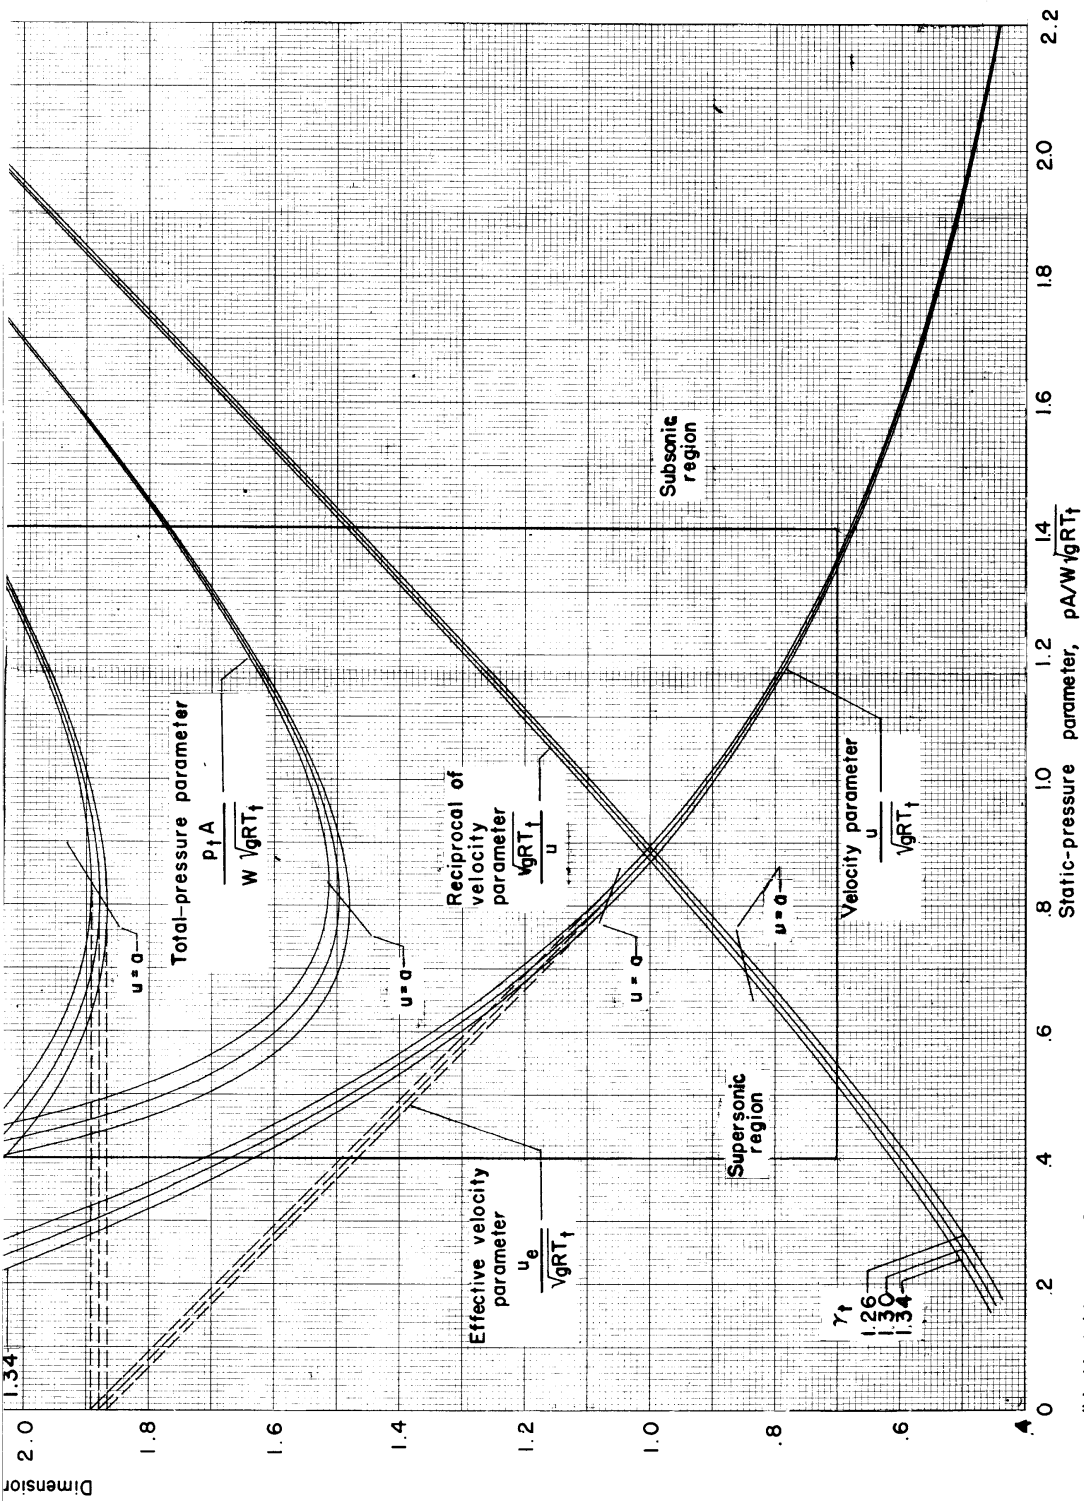 Dimension
2.0
1.8
1.6
1.4
1.2
1.0
.8
.6
.4
0
.2
.4
.6
.8
1.0
1.2
1.4
1.6
1.8
2.0
2.2
Static-pressure parameter, pA/W√gRTt
1.34
u = a
Total-pressure parameter
ptA
W √gRTt
u = a
Reciprocal of
velocity
parameter
√gRTt
u
Effective velocity
parameter
ue
√gRTt
u = a
Supersonic
region
Subsonic
region
u = a
Velocity parameter
u
√gRTt
γt
1.26
1.30
1.34